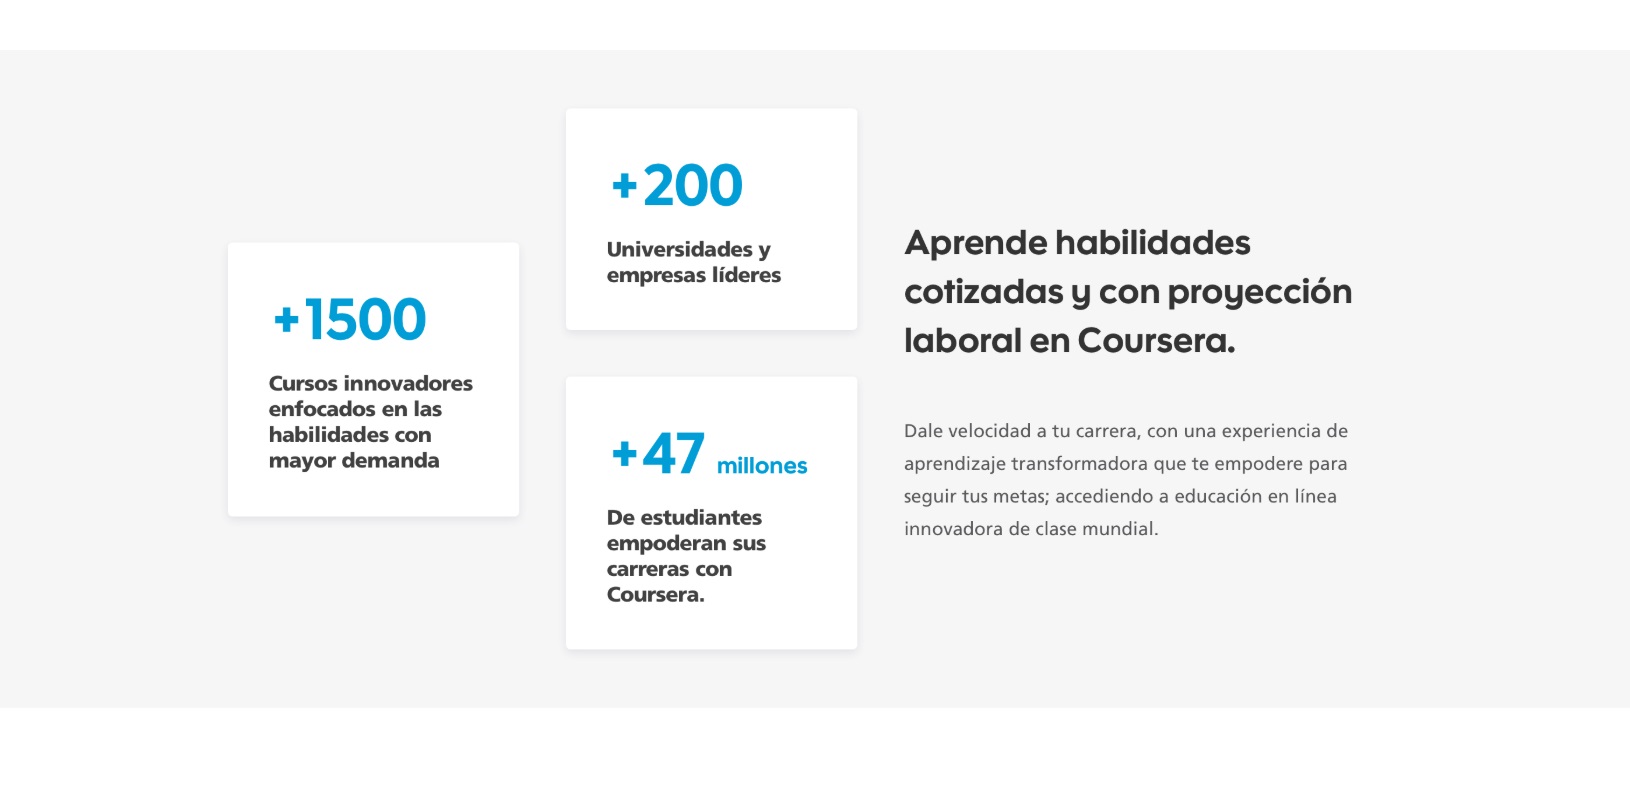 +1500
Cursos innovadores
enfocados en las
habilidades con
mayor demanda
+200
Universidades y
empresas líderes
+47 millones
De estudiantes
empoderan sus
carreras con
Coursera.
Aprende habilidades
cotizadas y con proyección
laboral en Coursera.
Dale velocidad a tu carrera, con una experiencia de
aprendizaje transformadora que te empodere para
seguir tus metas; accediendo a educación en línea
innovadora de clase mundial.